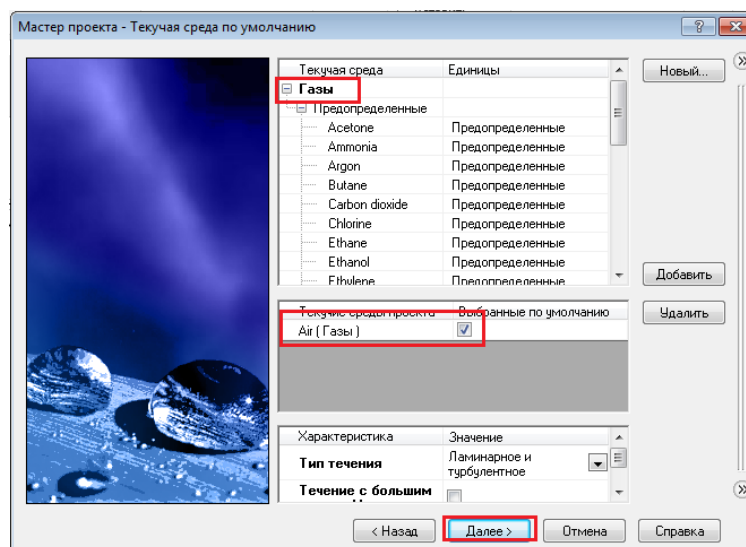 Мастер проекта - Текучая среда по умолчанию
Текучая среда Единицы
Газы
Предопределенные
Acetone Предопределенные
Ammonia Предопределенные
Argon Предопределенные
Butane Предопределенные
Carbon dioxide Предопределенные
Chlorine Предопределенные
Ethane Предопределенные
Ethanol Предопределенные
Ethylene Предопределенные
Новый...
Добавить
Текучие среды проекта Выбранные по умолчанию
Air ( Газы )
Удалить
Характеристика Значение
Тип течения Ламинарное и
турбулентное
Течение с большим
< Назад Далее > Отмена Справка